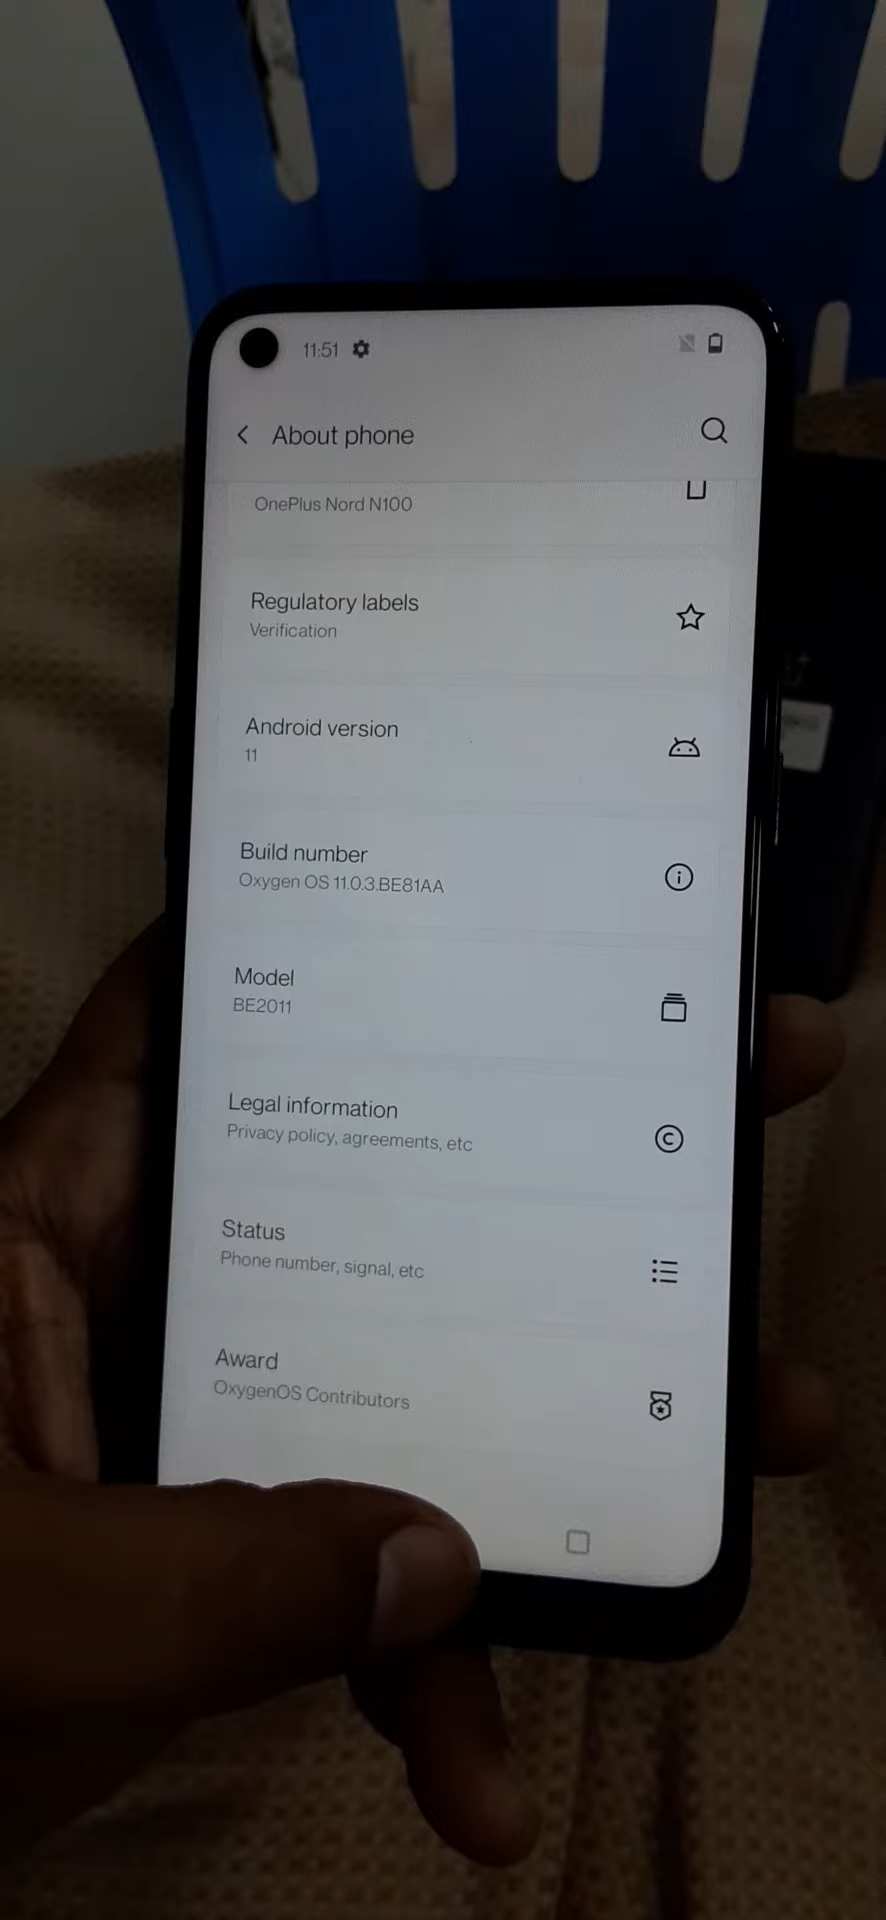 11:51
About phone
OnePlus Nord N100
Regulatory labels
Verification
Android version
11
Build number
Oxygen OS 11.0.3.BE81AA
Model
BE2011
Legal information
Privacy policy, agreements, etc
Status
Phone number, signal, etc
Award
OxygenOS Contributors